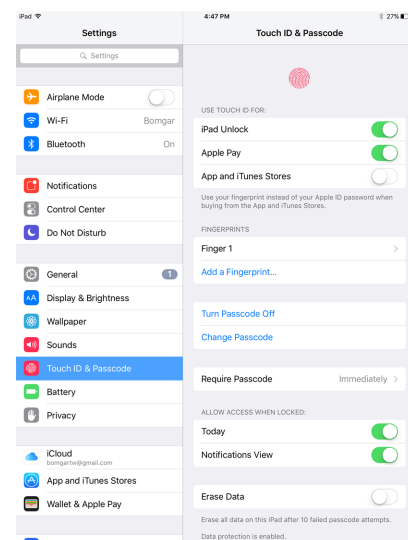 iPad
4:47 PM
27%
Settings
Settings
Airplane Mode
Wi-Fi Bomgar
Bluetooth On
Notifications
Control Center
Do Not Disturb
General 1
AA Display & Brightness
Wallpaper
Sounds
Touch ID & Passcode
Battery
Privacy
iCloud
bomgartw@gmail.com
App and iTunes Stores
Wallet & Apple Pay
Touch ID & Passcode
USE TOUCH ID FOR:
iPad Unlock
Apple Pay
App and iTunes Stores
Use your fingerprint instead of your Apple ID password when
buying from the App and iTunes Stores.
FINGERPRINTS
Finger 1
Add a Fingerprint...
Turn Passcode Off
Change Passcode
Require Passcode Immediately
ALLOW ACCESS WHEN LOCKED:
Today
Notifications View
Erase Data
Erase all data on this iPad after 10 failed passcode attempts.
Data protection is enabled.